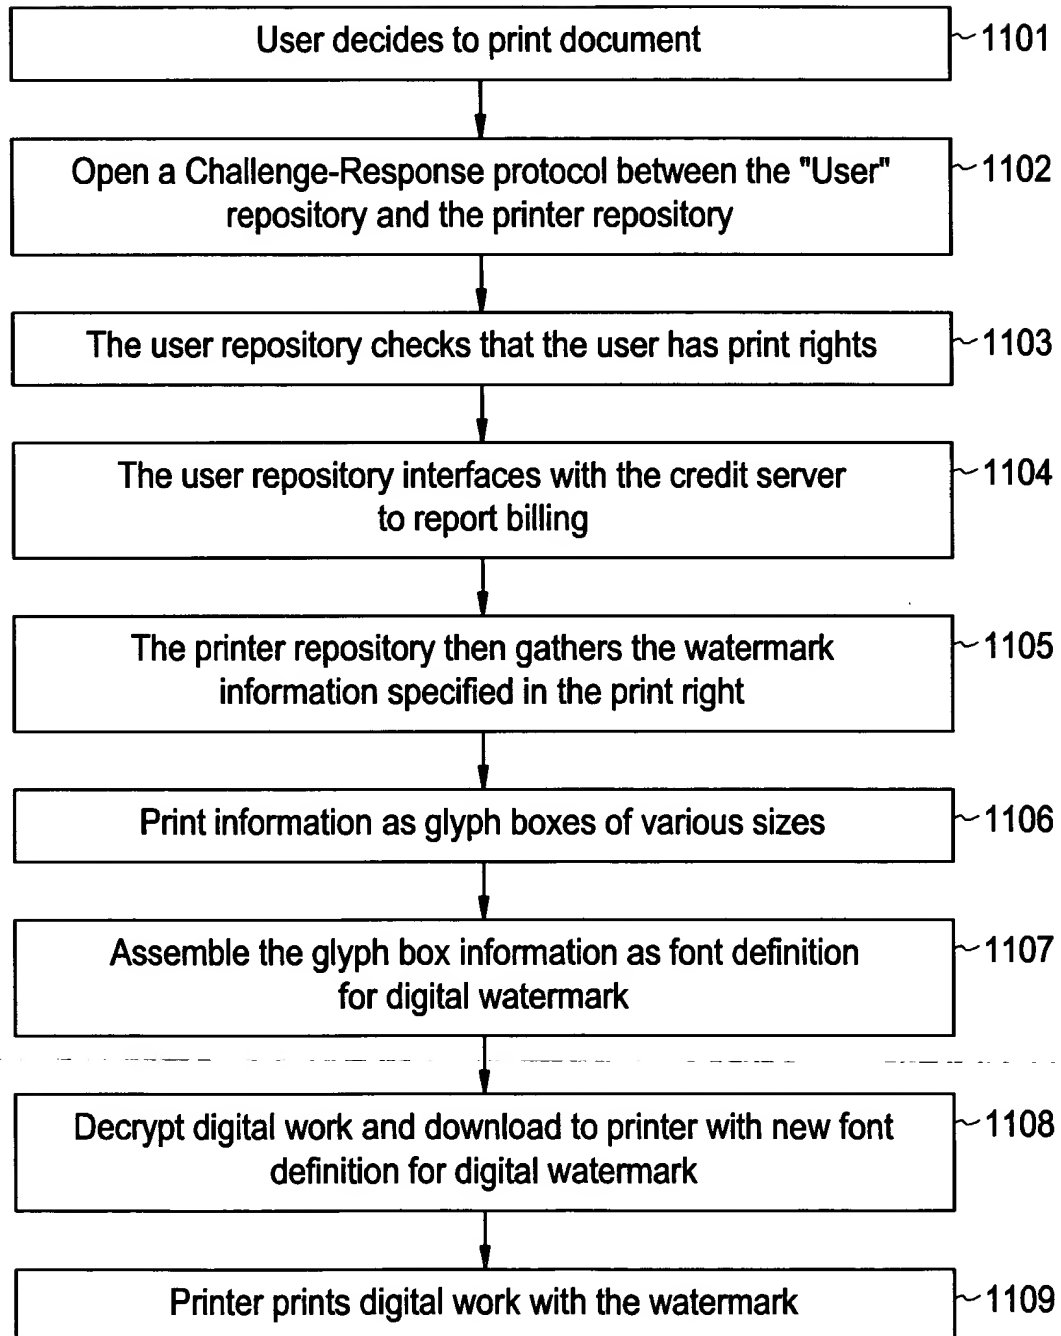 User decides to print document
1101
Open a Challenge-Response protocol between the "User"
repository and the printer repository
1102
The user repository checks that the user has print rights
1103
The user repository interfaces with the credit server
to report billing
1104
The printer repository then gathers the watermark
information specified in the print right
1105
Print information as glyph boxes of various sizes
1106
Assemble the glyph box information as font definition
for digital watermark
1107
Decrypt digital work and download to printer with new font
definition for digital watermark
1108
Printer prints digital work with the watermark
1109